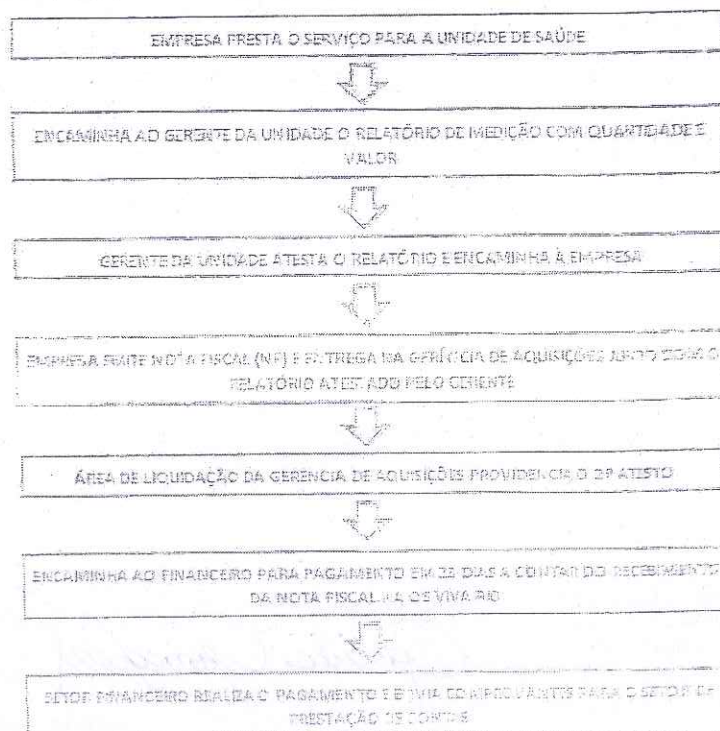 EMPRESA PRESTA O SERVIÇO PARA A UNIDADE DE SAÚDE
ENCAMINHA AO GERENTE DA UNIDADE O RELATÓRIO DE MEDIÇÃO COM QUANTIDADE E
VALOR
GERENTE DA UNIDADE ATESTA O RELATÓRIO E ENCAMINHA À EMPRESA
EMPRESA EMITE NOTA FISCAL (NF) E ENTREGA NA GERÊNCIA DE AQUISIÇÕES JUNTO COM O
RELATÓRIO ATESTADO PELO GERENTE
ÁREA DE LIQUIDAÇÃO DA GERENCIA DE AQUISIÇÕES PROVIDENCIA O ATESTO
ENCAMINHA AO FINANCEIRO PARA PAGAMENTO EM DIAS A CONTAR DO RECEBIMENTO
DA NOTA FISCAL NA OS VIVA RIO
SETOR FINANCEIRO REALIZA O PAGAMENTO E ENVIA COMPROVANTES PARA O SETOR DE
PRESTAÇÃO DE CONTAS